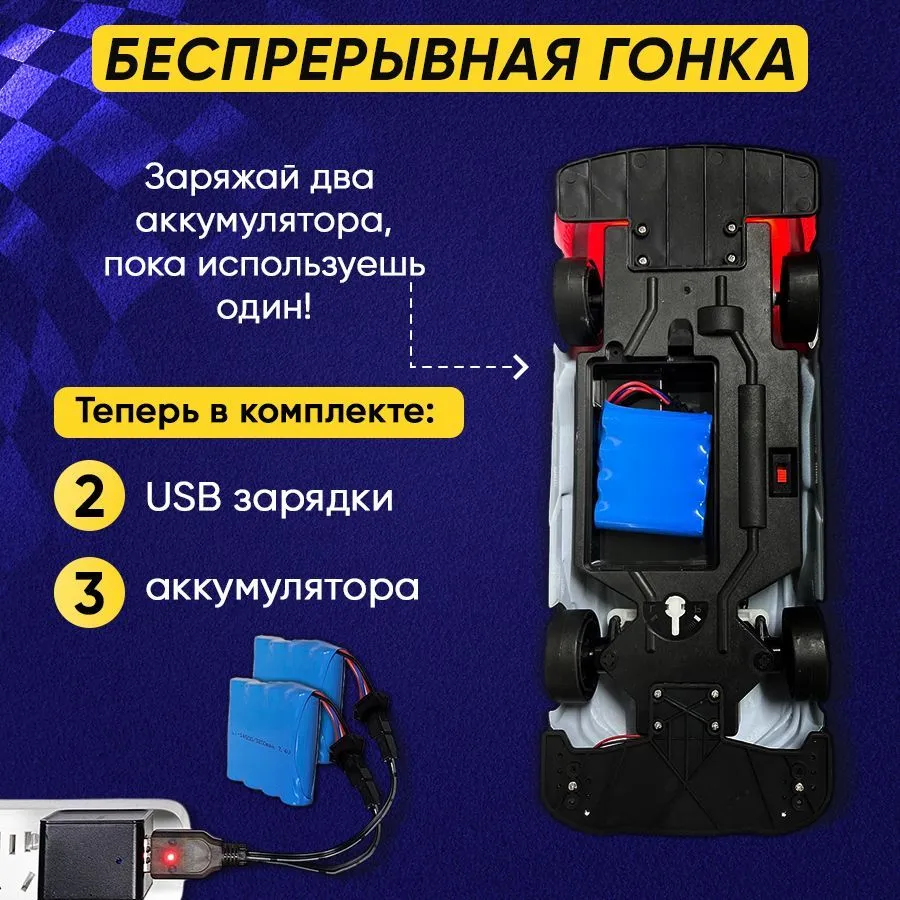 БЕСПРЕРЫВНАЯ ГОНКА
Заряжай два
аккумулятора,
пока используешь
один!
Теперь в комплекте:
2 USB зарядки
3 аккумулятора